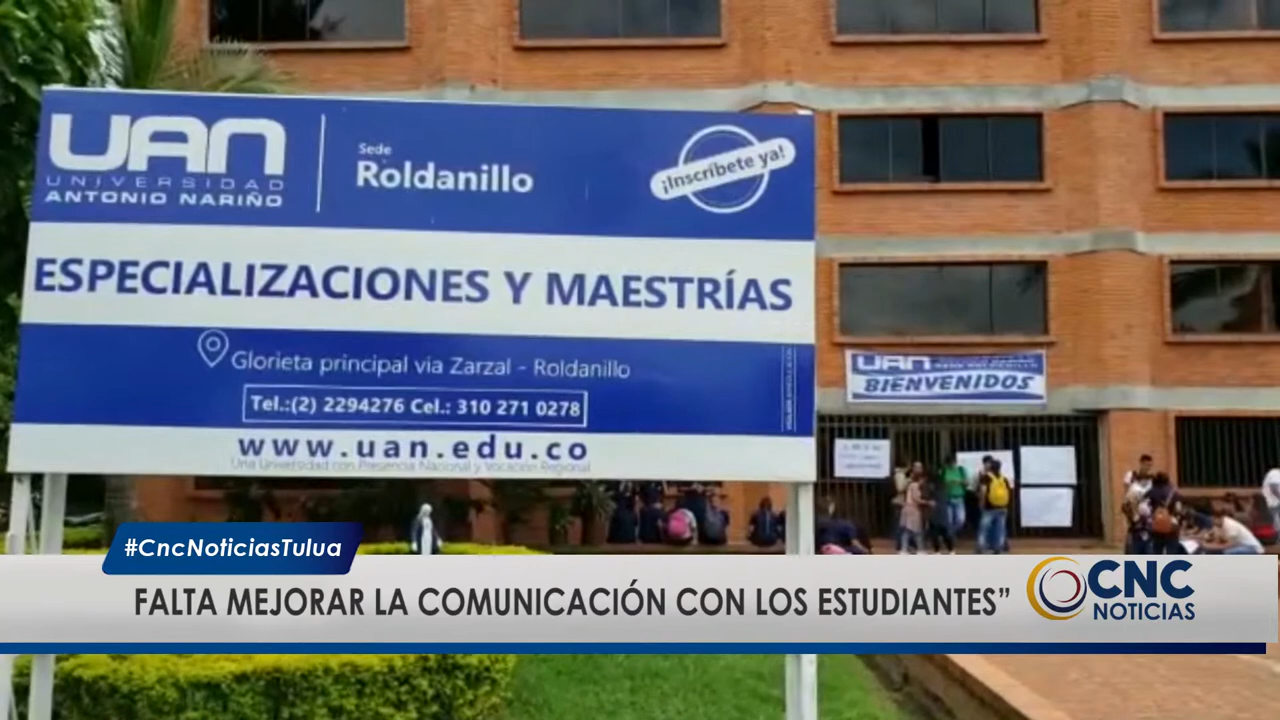 UAN
UNIVERSIDAD
ANTONIO NARIÑO
Sede
Roldanillo
¡Inscríbete ya!
ESPECIALIZACIONES Y MAESTRÍAS
Glorieta principal via Zarzal - Roldanillo
Tel.:(2) 2294276 Cel.: 310 271 0278
www.uan.edu.co
Una Universidad con Presencia Nacional y Vocación Regional
UAN
BIENVENIDOS
#CncNoticiasTulua
FALTA MEJORAR LA COMUNICACIÓN CON LOS ESTUDIANTES”
CNC
NOTICIAS